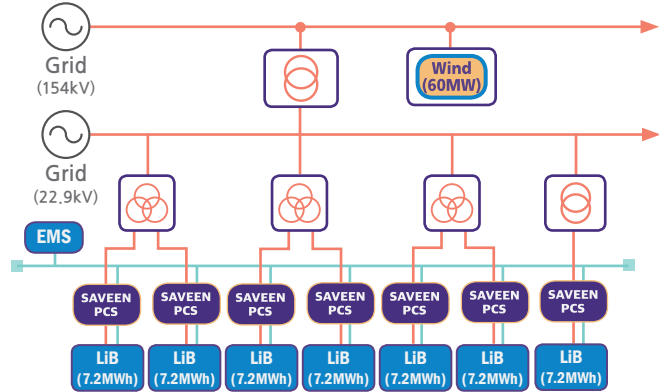 Grid
(154kV)
Wind
(60MW)
Grid
(22,9kV)
EMS
SAVEEN
PCS
SAVEEN
PCS
SAVEEN
PCS
SAVEEN
PCS
SAVEEN
PCS
SAVEEN
PCS
SAVEEN
PCS
LiB
(7.2MWh)
LiB
(7.2MWh)
LiB
(7.2MWh)
LiB
(7.2MWh)
LiB
(7.2MWh)
LiB
(7.2MWh)
LiB
(7.2MWh)